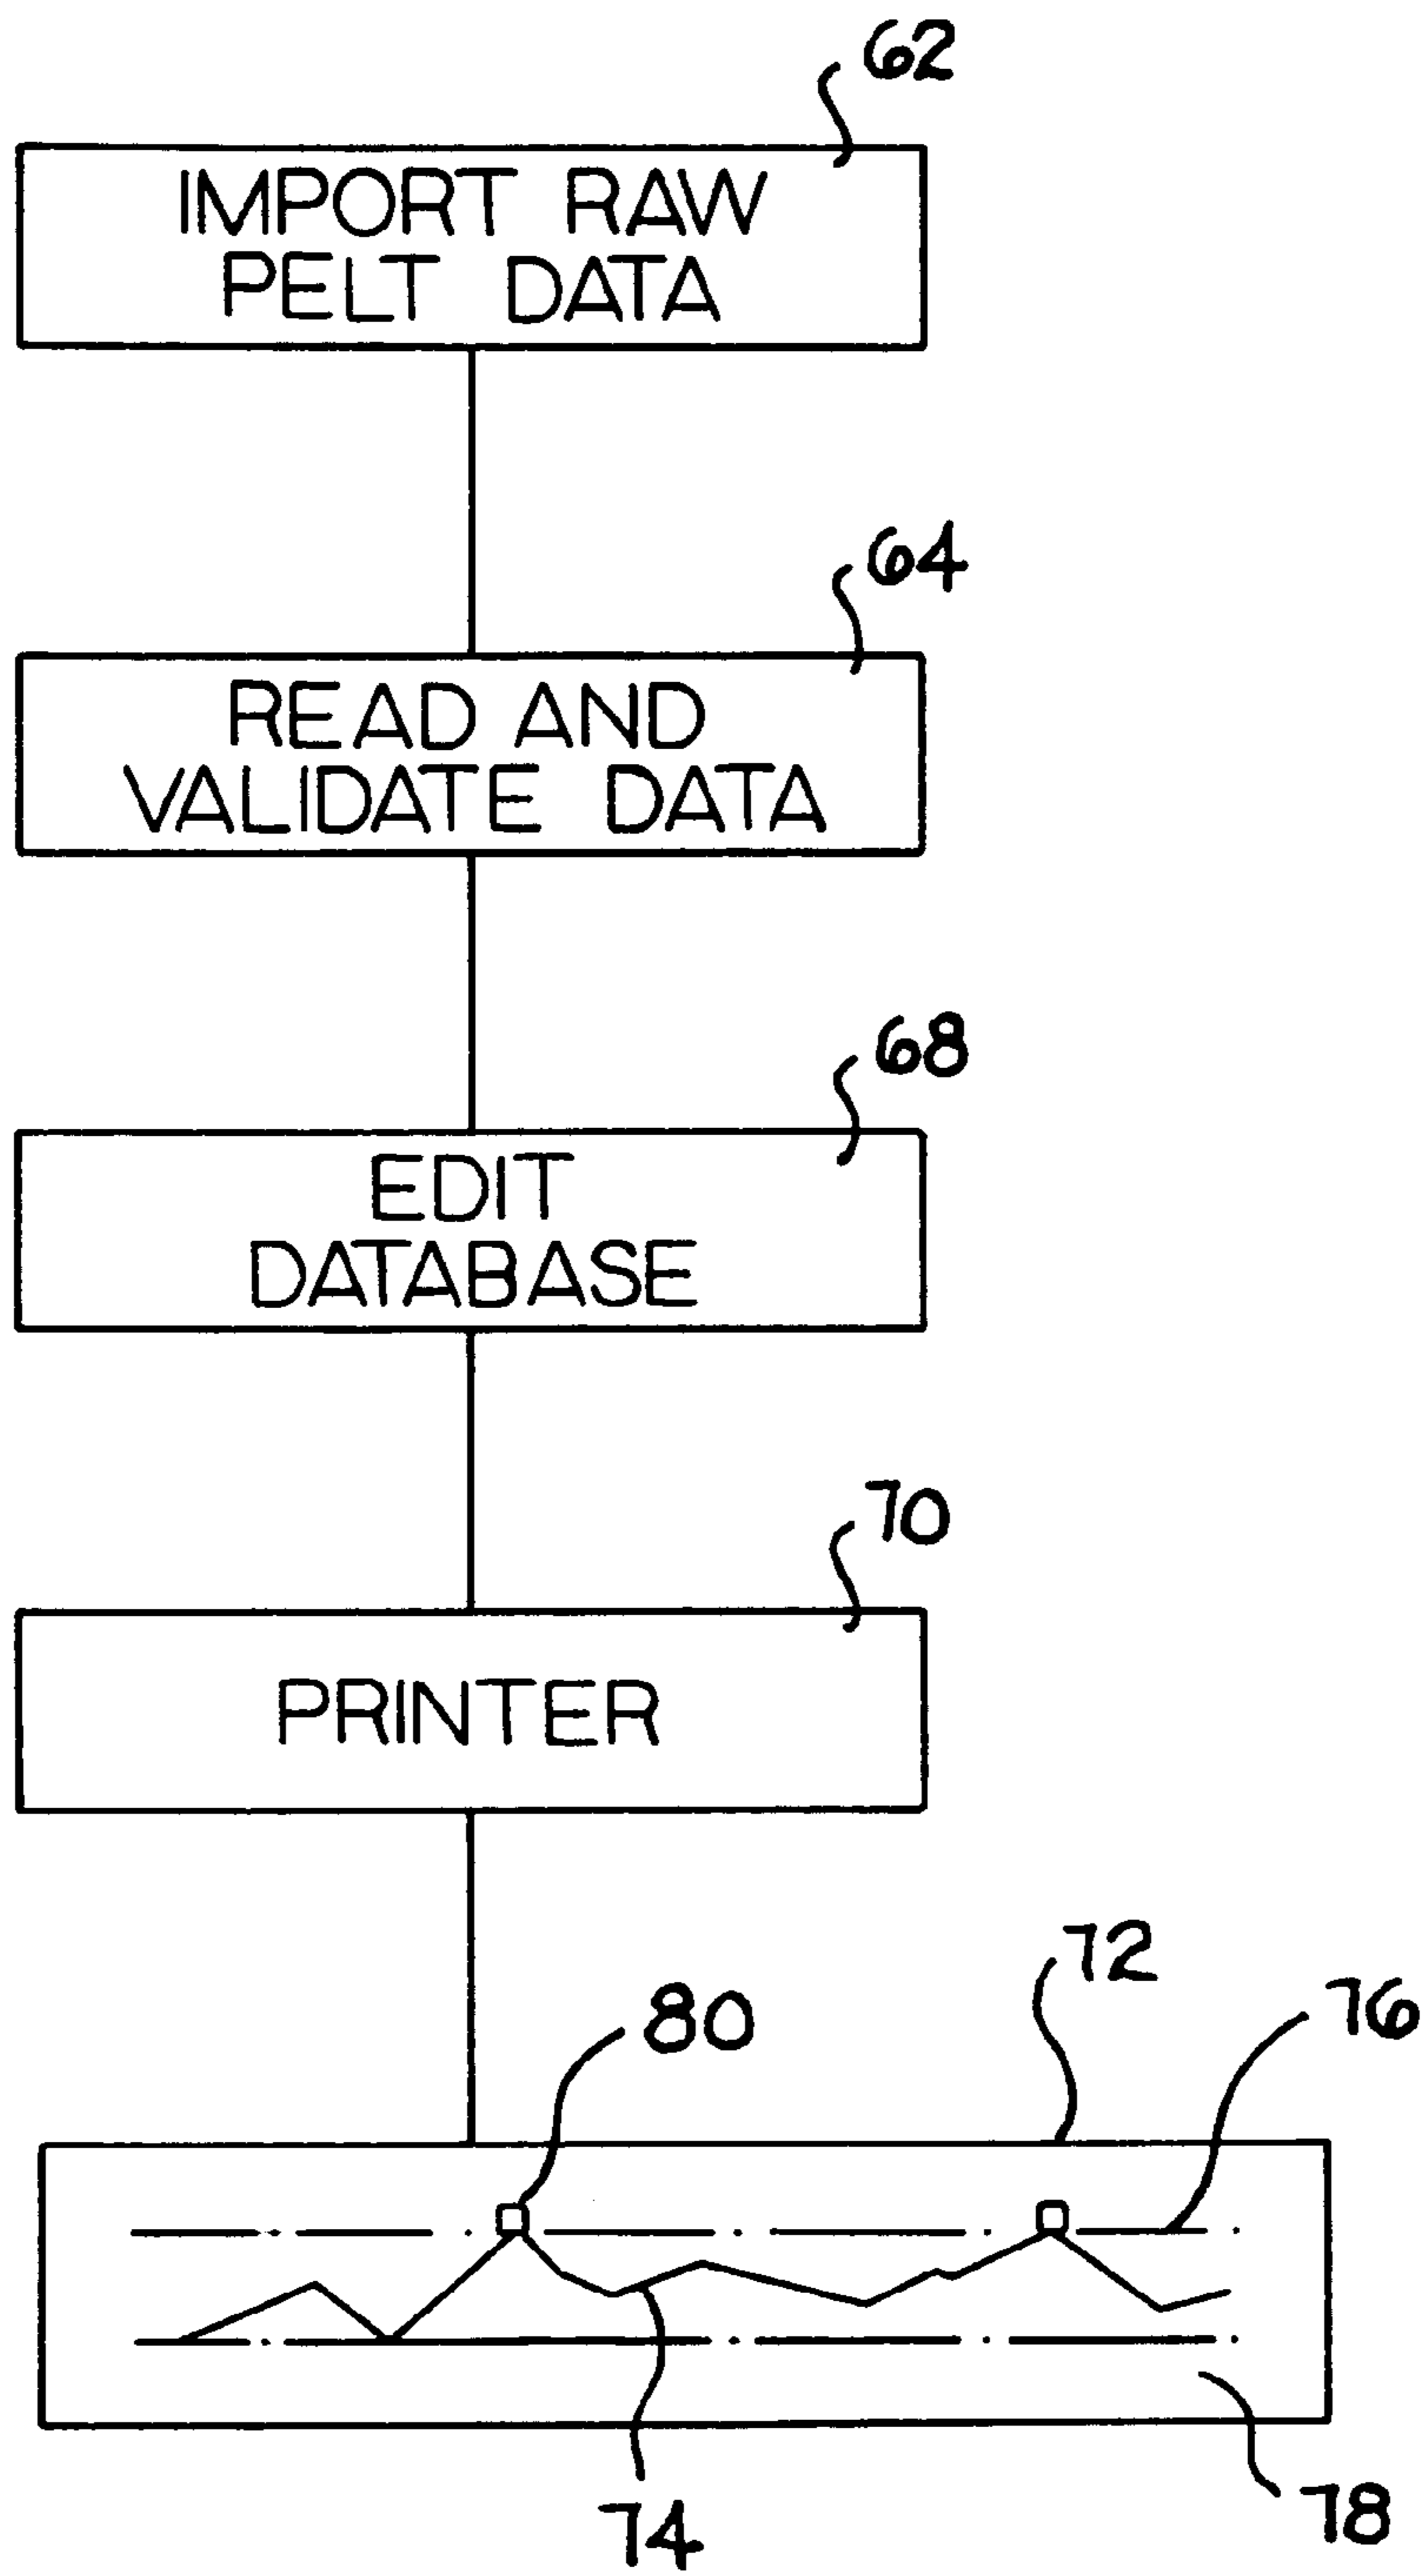 62
IMPORT RAW
PELT DATA
64
READ AND
VALIDATE DATA
68
EDIT
DATABASE
70
PRINTER
72
76
80
74
78